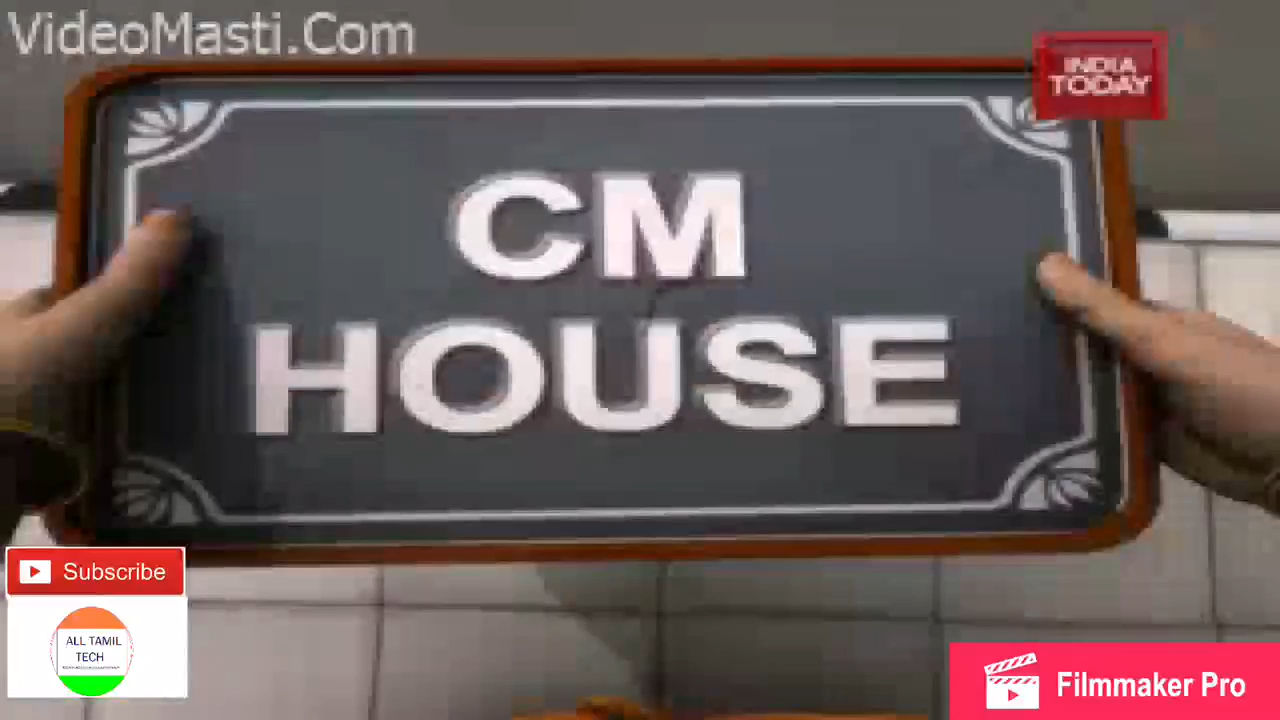 VideoMasti.Com
INDIA
TODAY
CM
HOUSE
Subscribe
ALL TAMIL
TECH
Filmmaker Pro